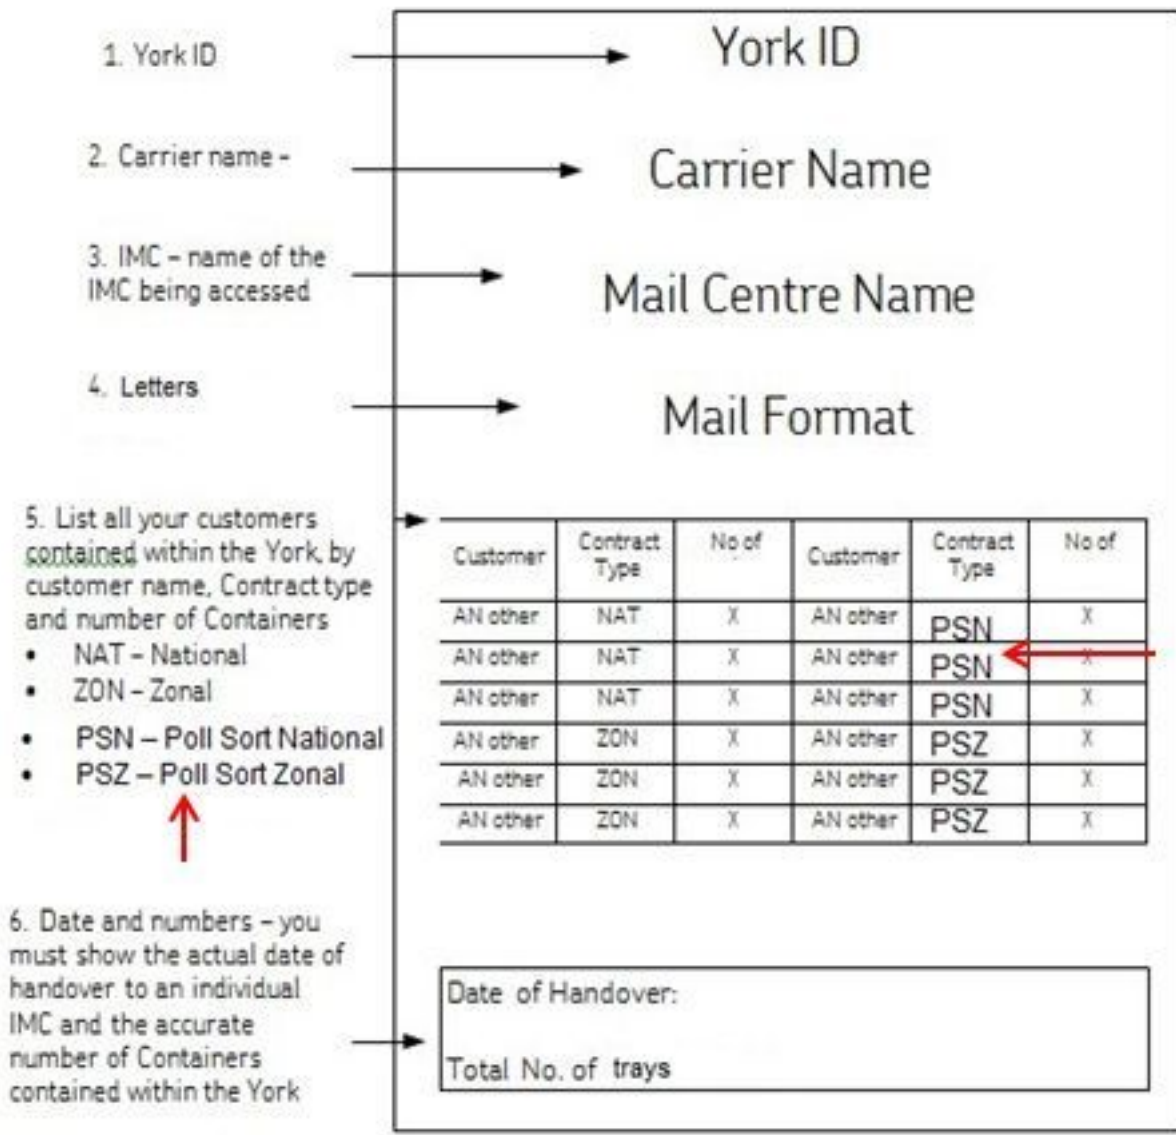 1. York ID
York ID
2. Carrier name -
Carrier Name
3. IMC – name of the
IMC being accessed
Mail Centre Name
4. Letters
Mail Format
5. List all your customers
contained within the York, by
customer name, Contract type
and number of Containers
• NAT – National
• ZON – Zonal
• PSN – Poll Sort National
• PSZ – Poll Sort Zonal
Customer Contract Type No of Customer Contract Type No of
AN other NAT X AN other PSN X
AN other NAT X AN other PSN X
AN other NAT X AN other PSN X
AN other ZON X AN other PSZ X
AN other ZON X AN other PSZ X
AN other ZON X AN other PSZ X
6. Date and numbers – you
must show the actual date of
handover to an individual
IMC and the accurate
number of Containers
contained within the York
Date of Handover:
Total No. of trays